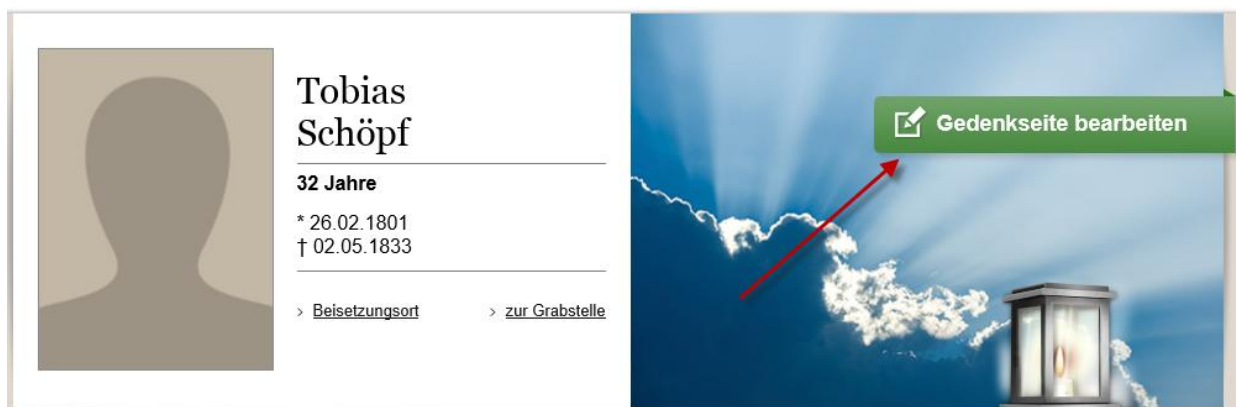 Tobias
Schöpf
32 Jahre
* 26.02.1801
† 02.05.1833
> Beisetzungsort > zur Grabstelle
Gedenkseite bearbeiten